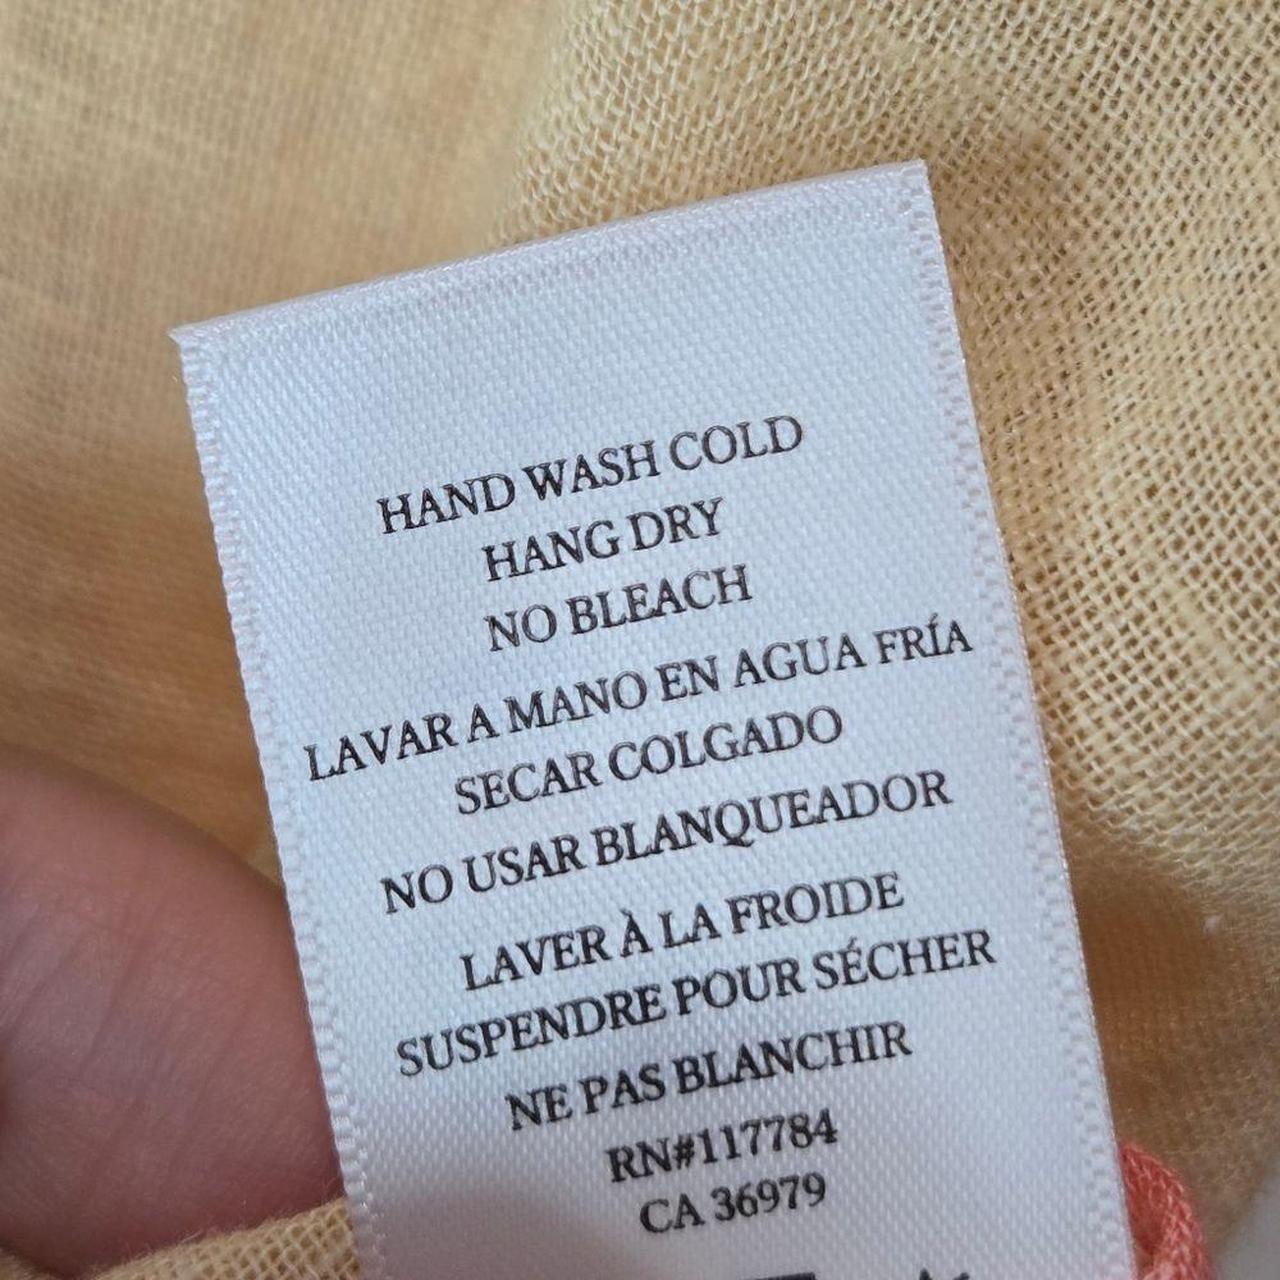 HAND WASH COLD
HANG DRY
NO BLEACH
LAVAR A MANO EN AGUA FRÍA
SECAR COLGADO
NO USAR BLANQUEADOR
LAVER À LA FROIDE
SUSPENDRE POUR SÉCHER
NE PAS BLANCHIR
RN#117784
CA 36979